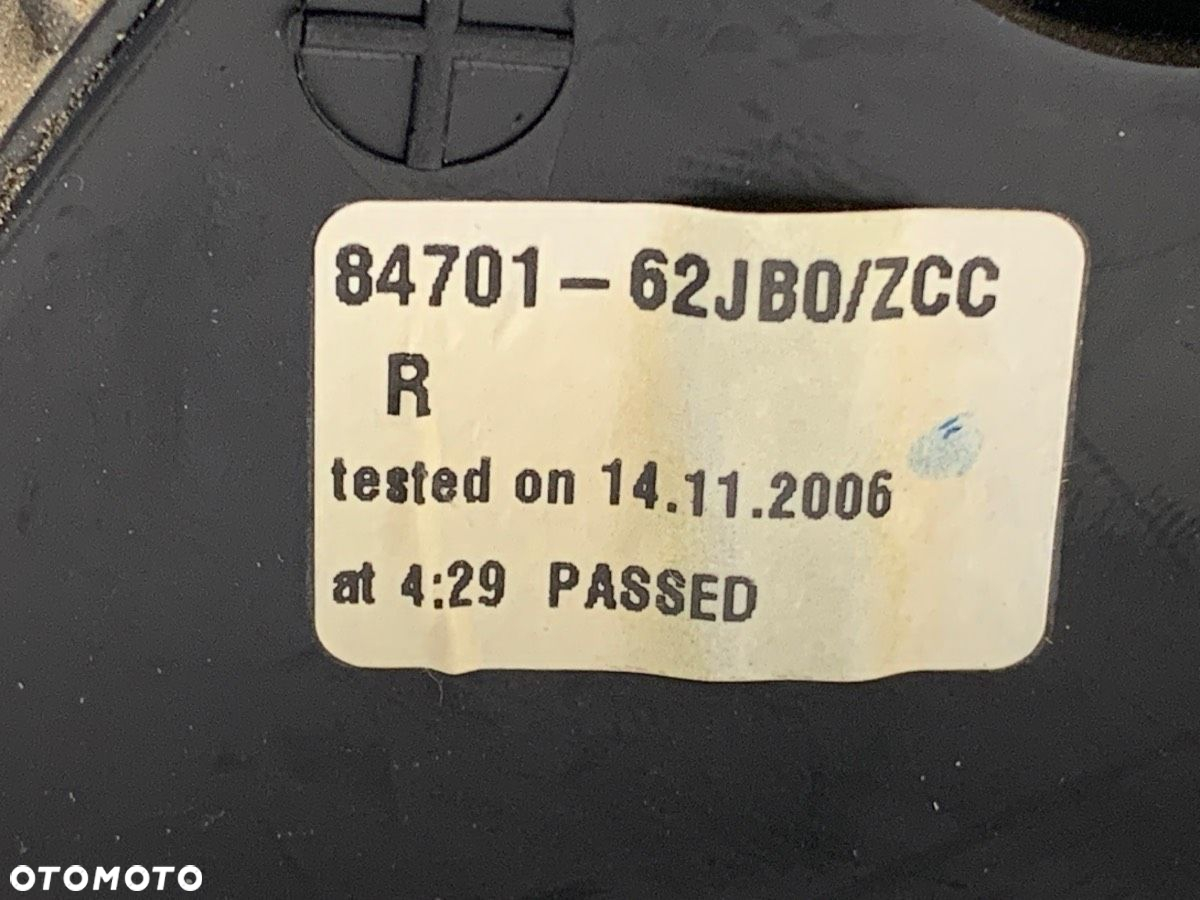 84701-62JB0/ZCC
R
tested on 14.11.2006
at 4:29 PASSED
OTOMOTO